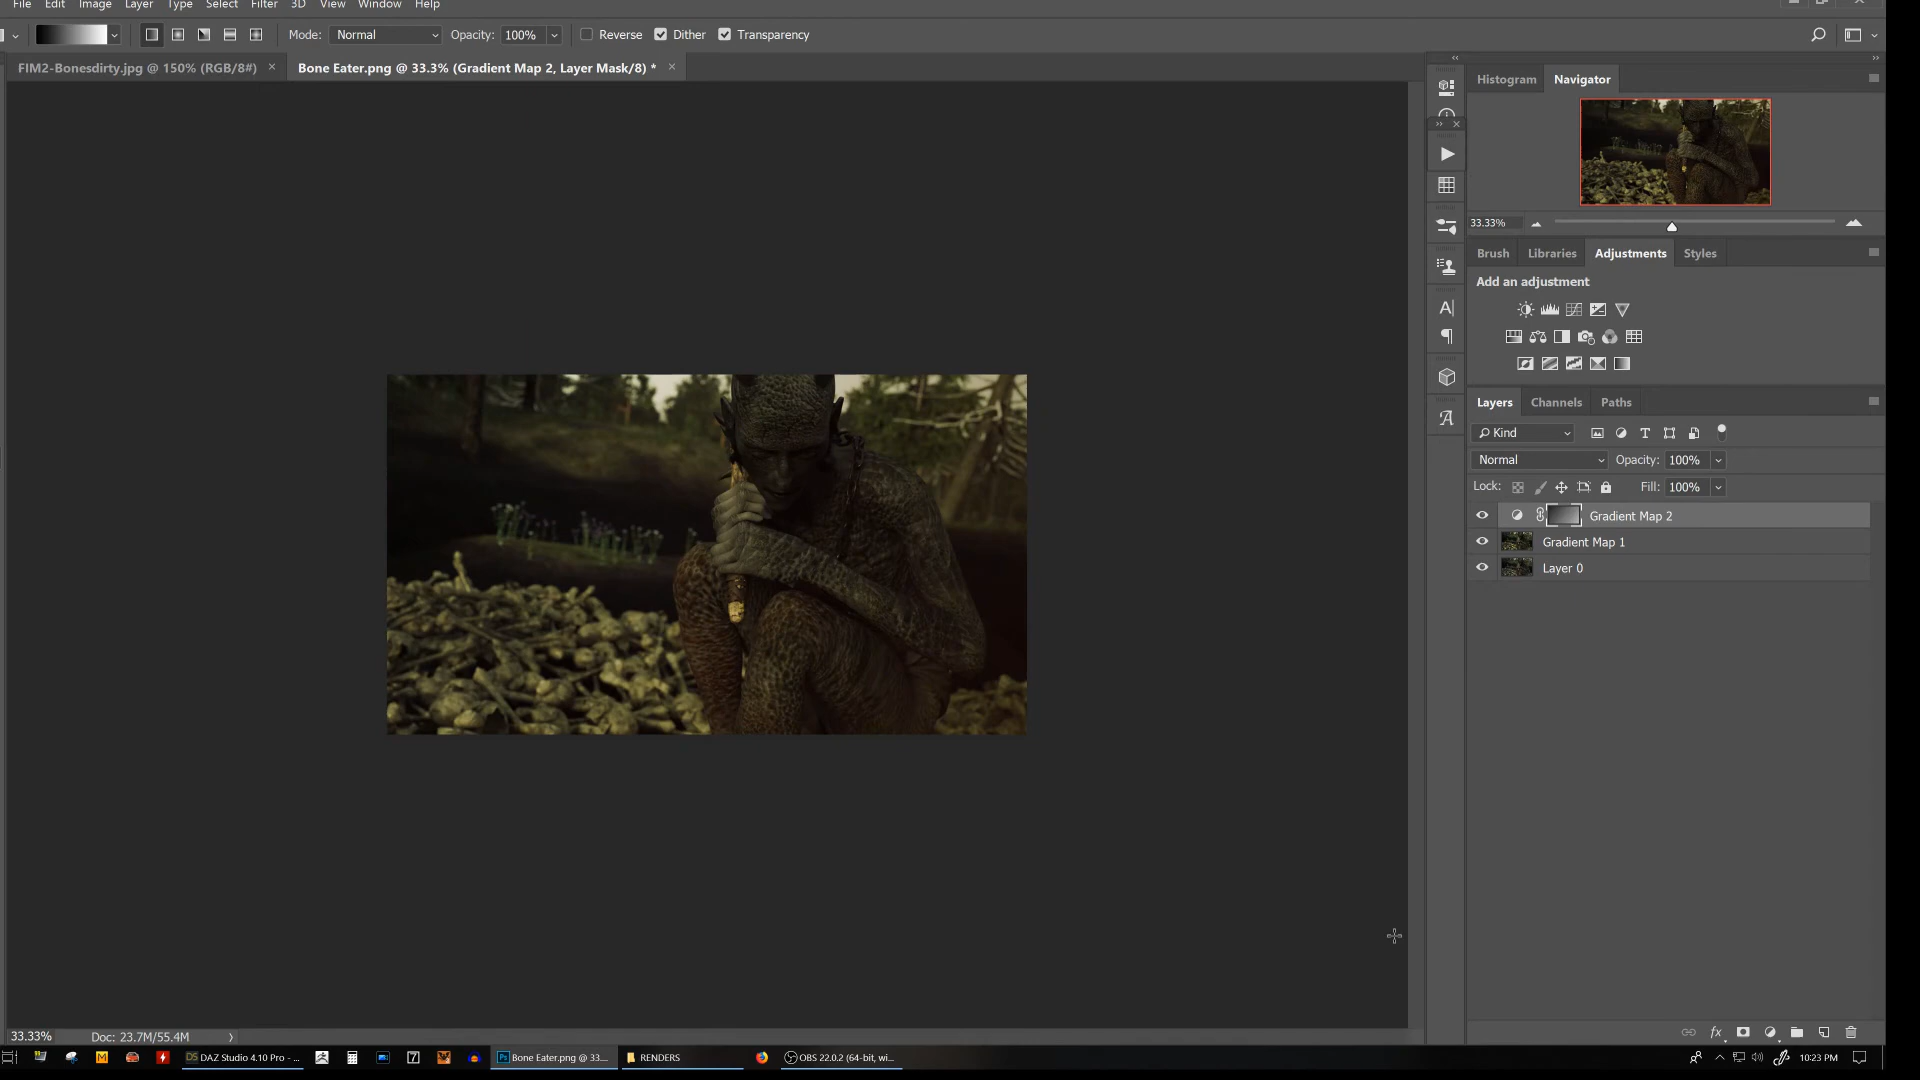 File Edit Image Layer Type Select Filter 3D View Window Help
Mode: Normal Opacity: 100% Reverse Dither Transparency
FIM2-Bonesdirty.jpg @ 150% (RGB/8#) × Bone Eater.png @ 33.3% (Gradient Map 2, Layer Mask/8) * ×
Histogram Navigator
33.33%
Brush Libraries Adjustments Styles
Add an adjustment
Layers Channels Paths
Kind
Normal Opacity: 100%
Lock: Fill: 100%
Gradient Map 2
Gradient Map 1
Layer 0
fx
33.33% Doc: 23.7M/55.4M
DAZ Studio 4.10 Pro - ... Bone Eater.png @ 33.... RENDERS OBS 22.0.2 (64-bit, wi... 10:23 PM